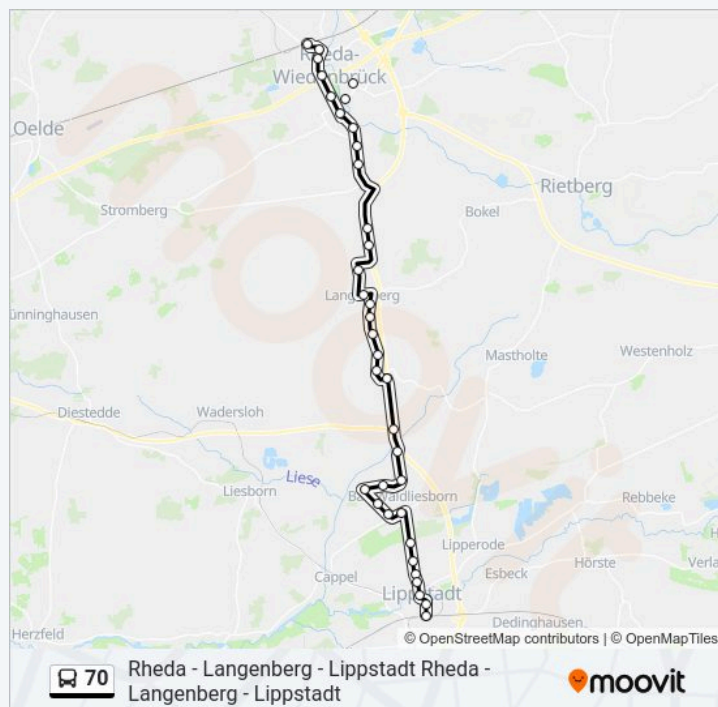 Rheda-
Wiedenbrück
Oelde
Rietberg
Stromberg
Bokel
Langenberg
ünninghausen
Mastholte
Westenholz
Diestedde
Wadersloh
Liese
Liesborn
Bad Waldliesborn
Rebbeke
Lipperode
Cappel
Esbeck
Hörste
Verla
Lippstadt
Dedinghausen
Herzfeld
© OpenStreetMap contributors | © OpenMapTiles
70
Rheda - Langenberg - Lippstadt Rheda -
Langenberg - Lippstadt
moovit